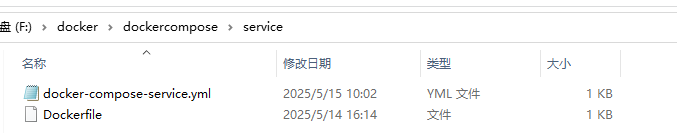 盘 (F:) > docker > dockercompose > service
名称 修改日期 类型 大小
docker-compose-service.yml 2025/5/15 10:02 YML 文件 1 KB
Dockerfile 2025/5/14 16:14 文件 1 KB